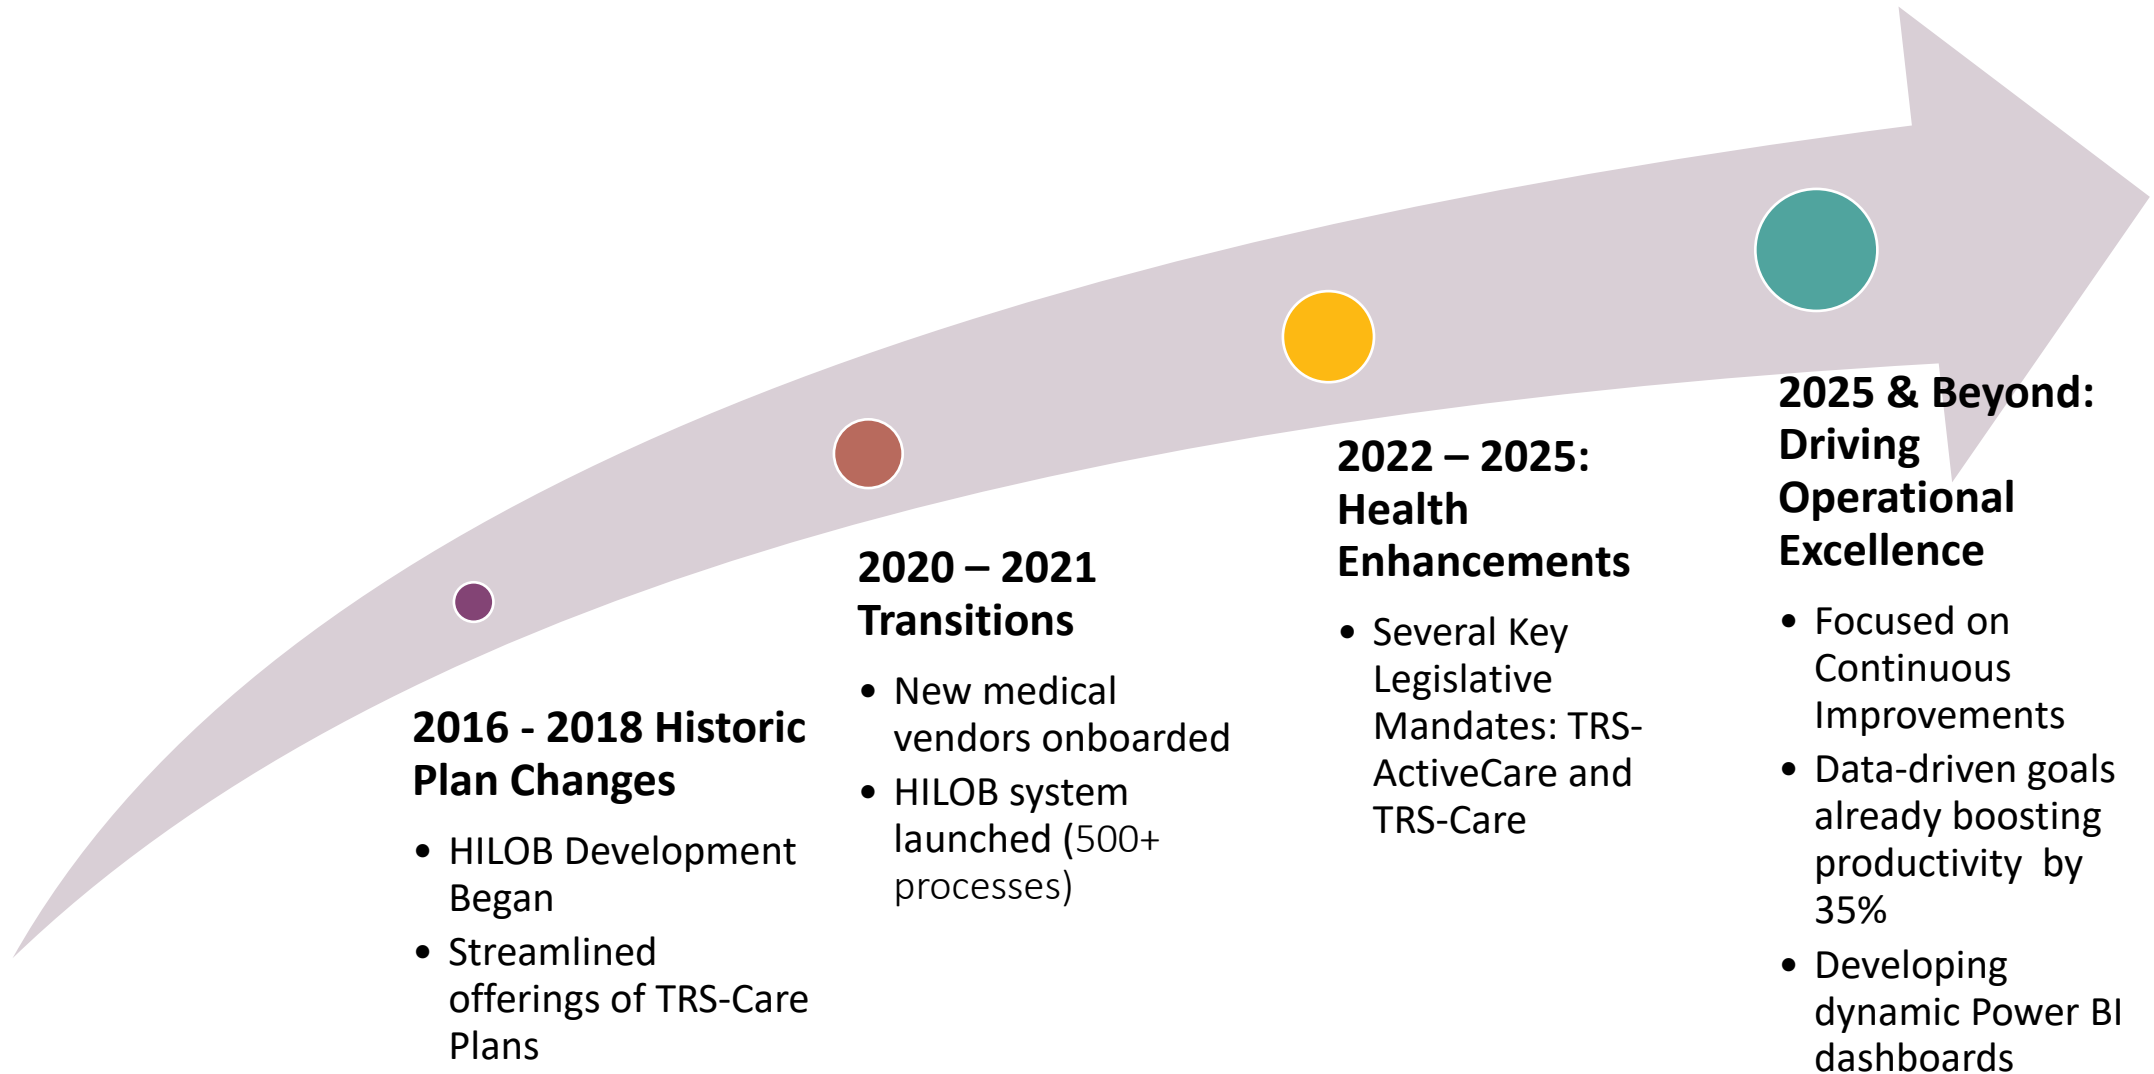 2016 - 2018 Historic
Plan Changes
• HILOB Development
Began
• Streamlined
offerings of TRS-Care
Plans
2020 – 2021
Transitions
• New medical
vendors onboarded
• HILOB system
launched (500+
processes)
2022 – 2025:
Health
Enhancements
• Several Key
Legislative
Mandates: TRS-
ActiveCare and
TRS-Care
2025 & Beyond:
Driving
Operational
Excellence
• Focused on
Continuous
Improvements
• Data-driven goals
already boosting
productivity  by
35%
• Developing
dynamic Power BI
dashboards